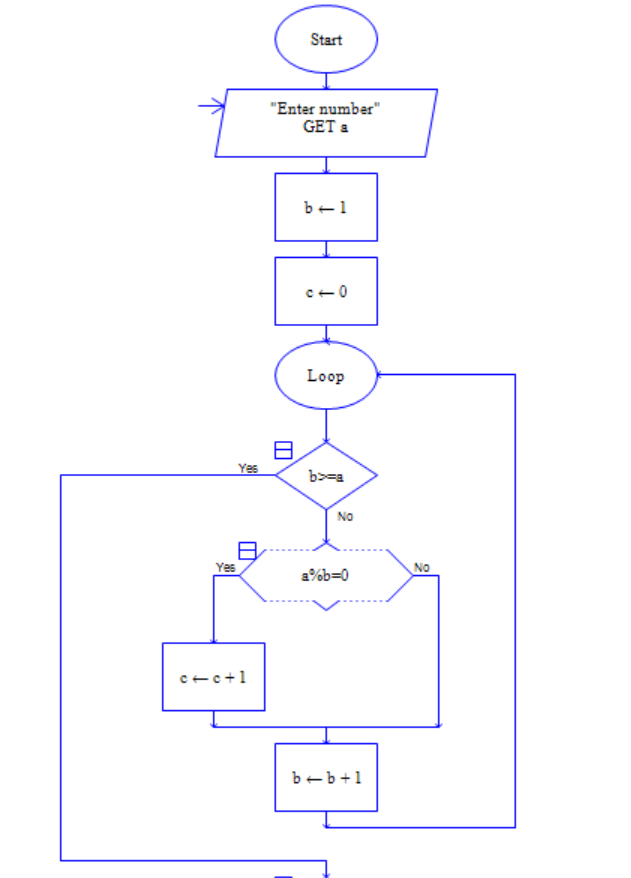 Start
"Enter number"
GET a
b ← 1
c ← 0
Loop
Yes
b>=a
No
Yes
a%b=0
No
c ← c + 1
b ← b + 1